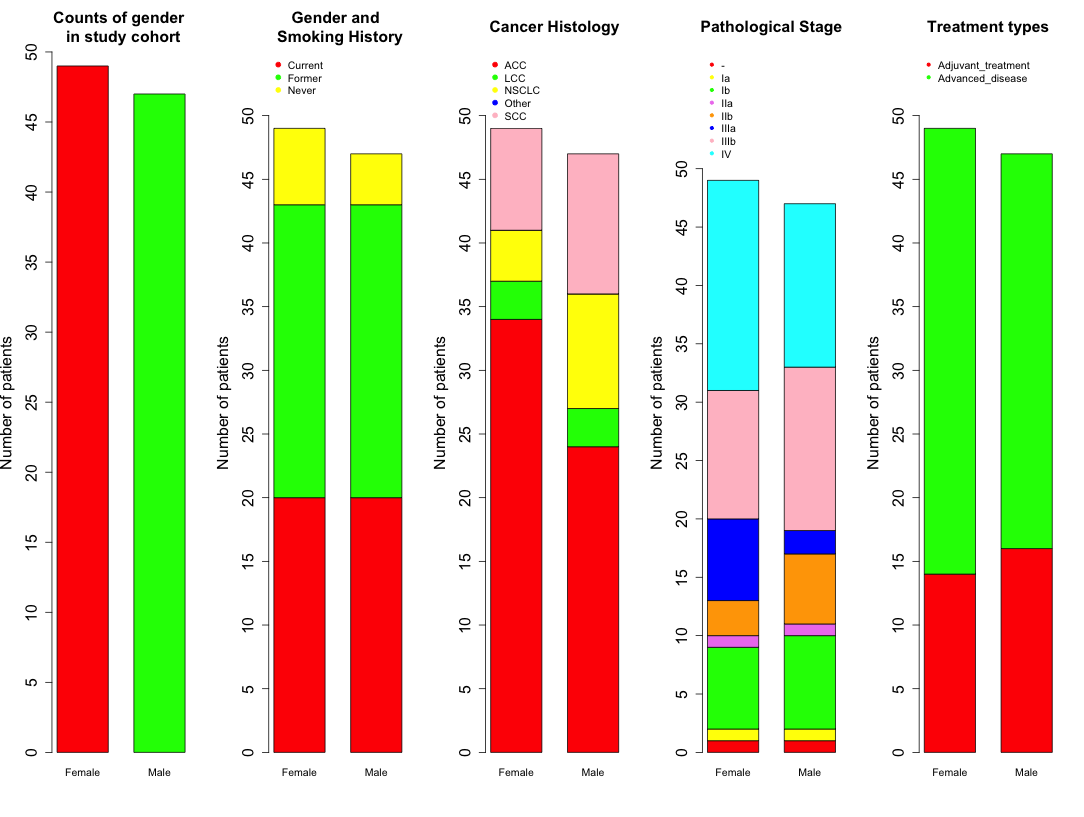 Counts of gender
in study cohort
Number of patients
0
5
10
15
20
25
30
35
40
45
50
Female
Male
Gender and
Smoking History
Current
Former
Never
Number of patients
0
5
10
15
20
25
30
35
40
45
50
Female
Male
Cancer Histology
ACC
LCC
NSCLC
Other
SCC
Number of patients
0
5
10
15
20
25
30
35
40
45
50
Female
Male
Pathological Stage
-
Ia
Ib
IIa
IIb
IIIa
IIIb
IV
Number of patients
0
5
10
15
20
25
30
35
40
45
50
Female
Male
Treatment types
Adjuvant_treatment
Advanced_disease
Number of patients
0
5
10
15
20
25
30
35
40
45
50
Female
Male